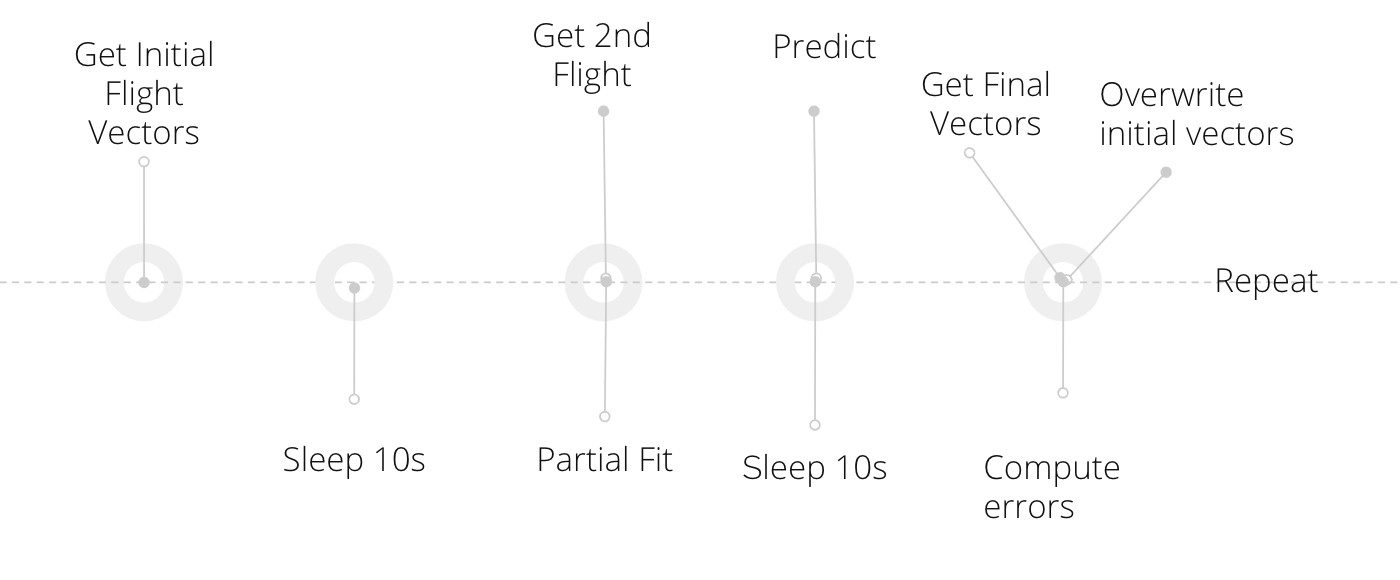 Get Initial
Flight
Vectors
Sleep 10s
Get 2nd
Flight
Partial Fit
Predict
Sleep 10s
Get Final
Vectors
Overwrite
initial vectors
Compute
errors
Repeat